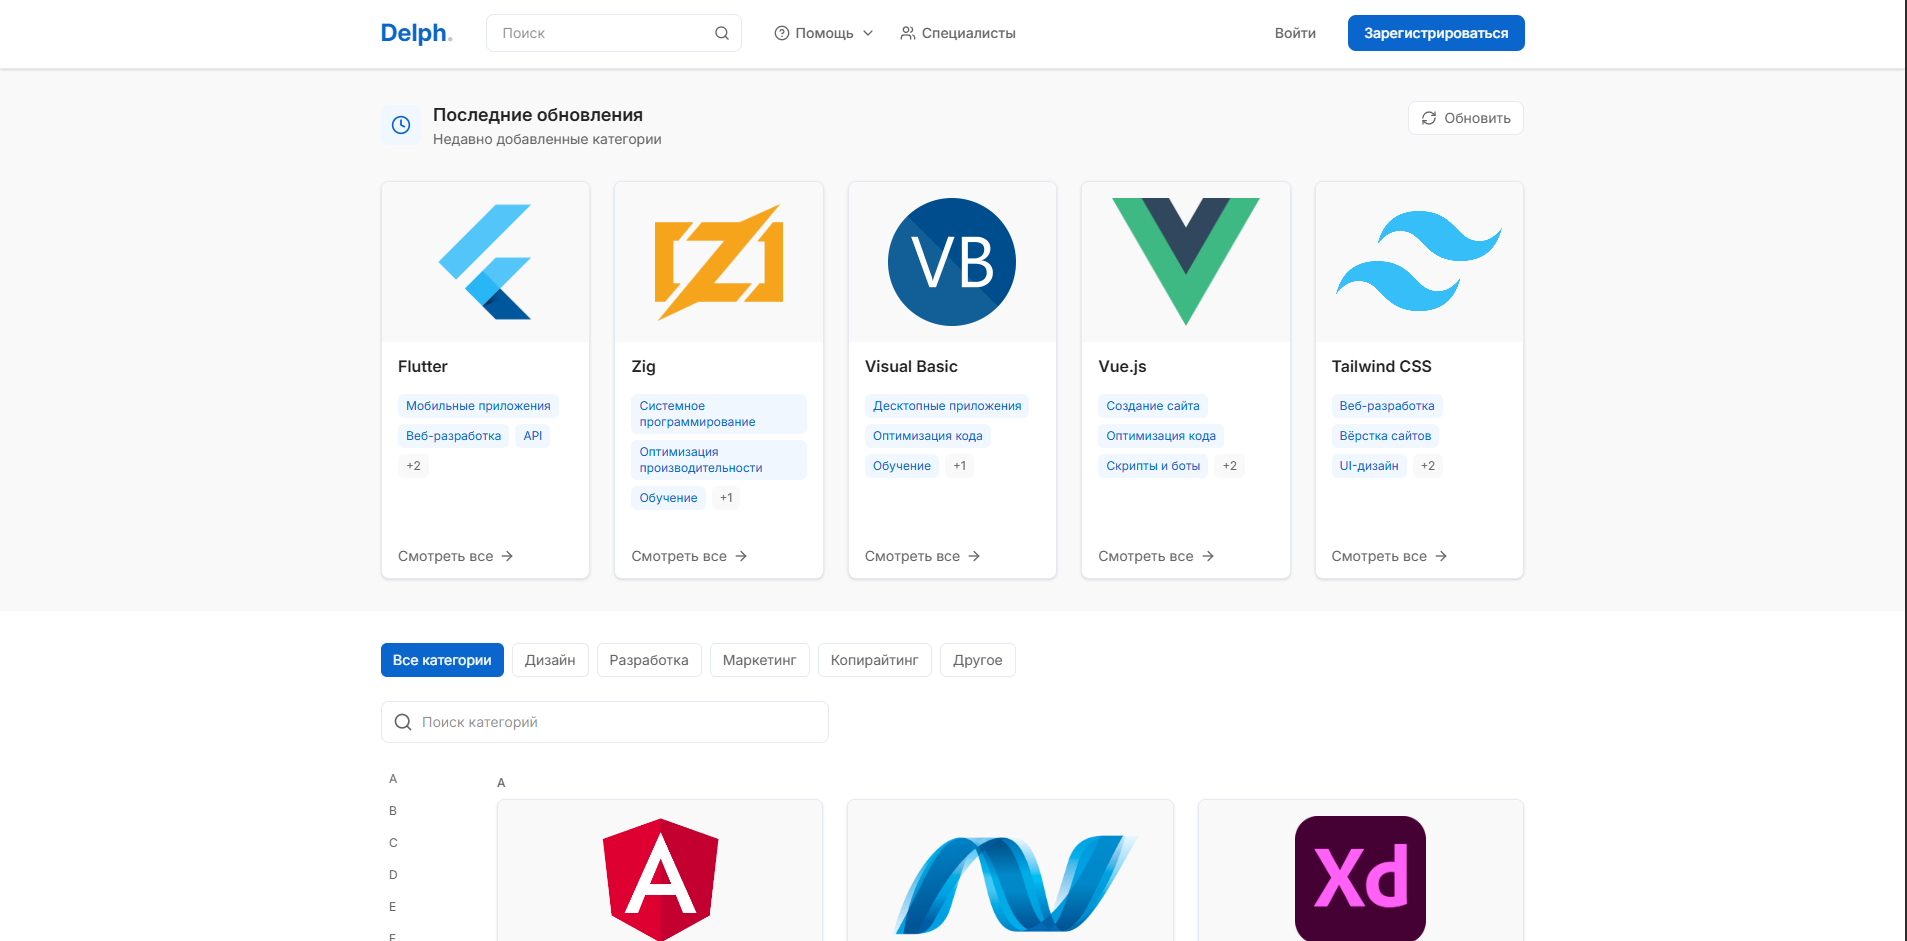 Delph.
Поиск
Помощь
Специалисты
Войти
Зарегистрироваться
Последние обновления
Недавно добавленные категории
Обновить
VB
Flutter
Мобильные приложения
Веб-разработка
API
+2
Смотреть все
Zig
Системное
программирование
Оптимизация
производительности
Обучение
+1
Смотреть все
Visual Basic
Десктопные приложения
Оптимизация кода
Обучение
+1
Смотреть все
Vue.js
Создание сайта
Оптимизация кода
Скрипты и боты
+2
Смотреть все
Tailwind CSS
Веб-разработка
Вёрстка сайтов
UI-дизайн
+2
Смотреть все
Все категории
Дизайн
Разработка
Маркетинг
Копирайтинг
Другое
Поиск категорий
A
B
C
D
E
F
A
A
Xd